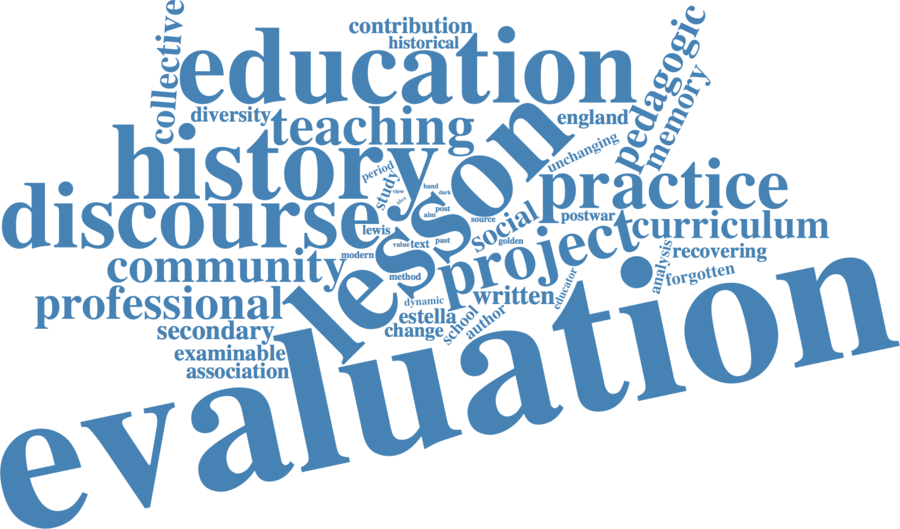 collective
contribution
historical
education
pedagogic
memory
diversity
teaching
england
history
unchanging
period
study
view
idea
hand
dark
lesson
practice
discourse
post
aim
source
social
postwar
project
curriculum
lewis
value
text
past
golden
modern
community
recovering
analysis
forgotten
method
educator
professional
dynamic
written
estella
secondary
change
school
author
examinable
association
evaluation